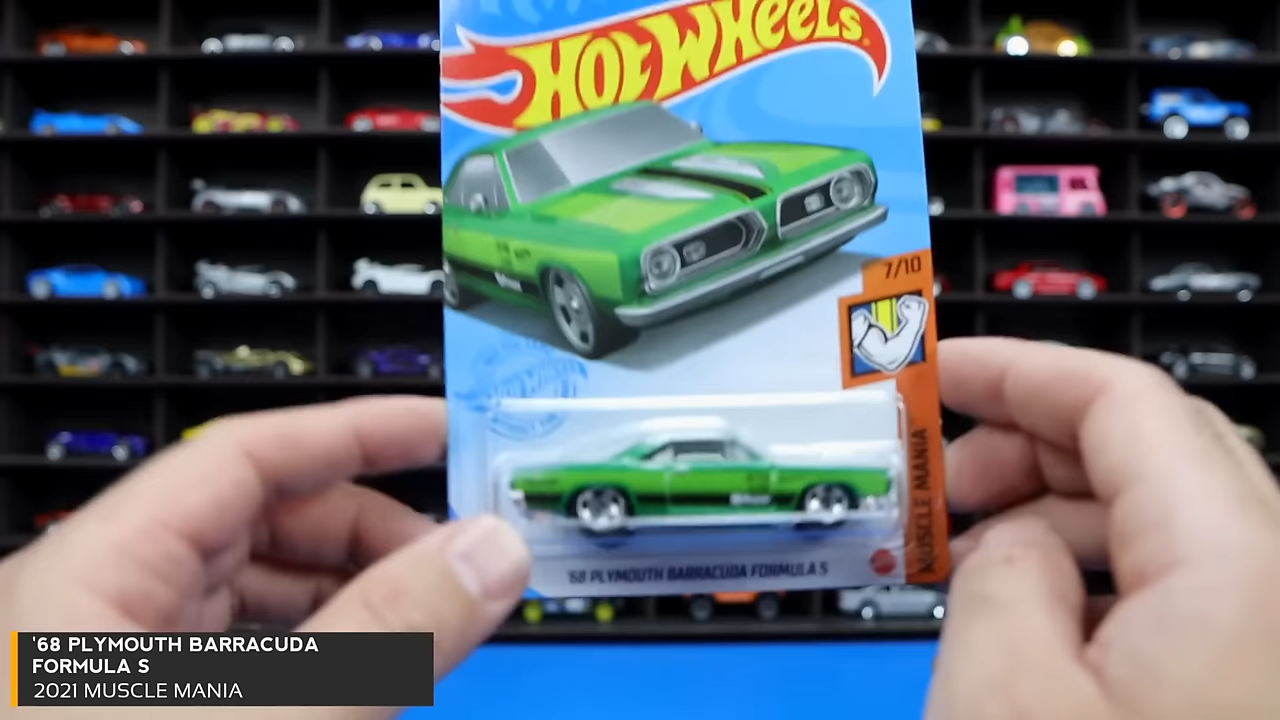 HOT WHEELS
7/10
MUSCLE MANIA
'68 PLYMOUTH BARRACUDA FORMULA S
'68 PLYMOUTH BARRACUDA
FORMULA S
2021 MUSCLE MANIA